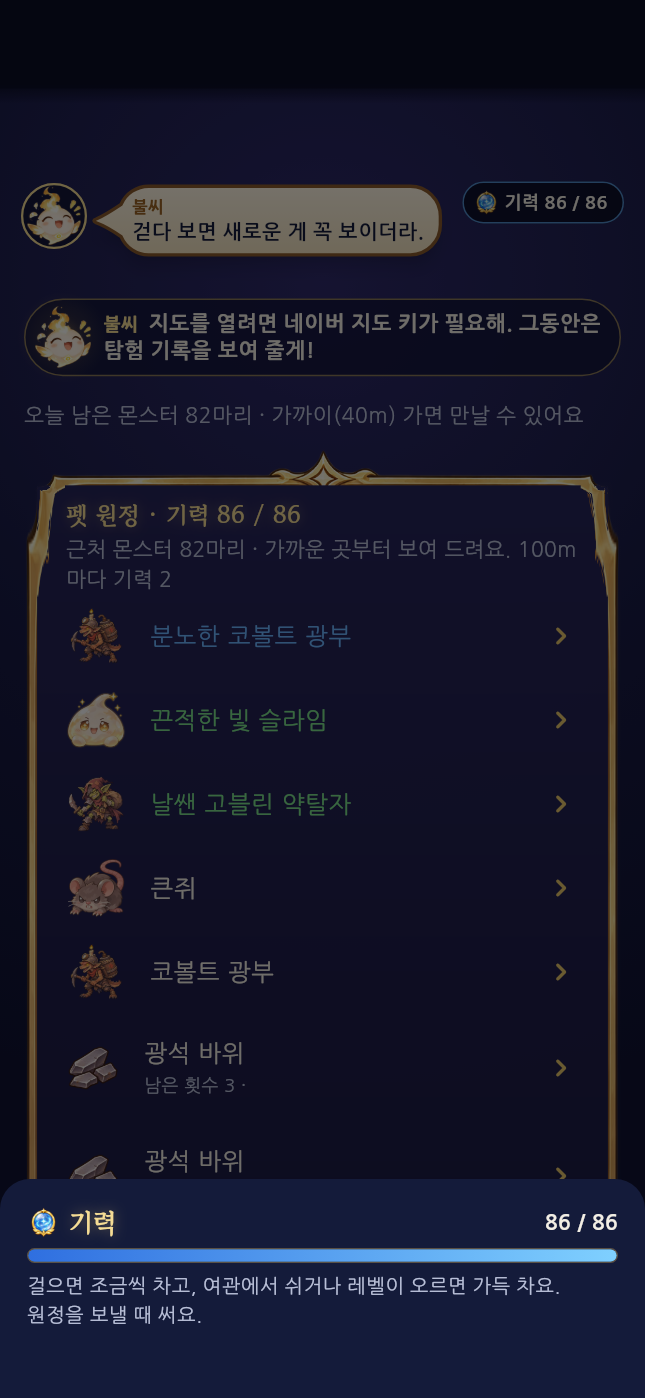 불씨
걷다 보면 새로운 게 꼭 보이더라.
기력 86 / 86
불씨 지도를 열려면 네이버 지도 키가 필요해. 그동안은
탐험 기록을 보여 줄게!
오늘 남은 몬스터 82마리 · 가까이(40m) 가면 만날 수 있어요
펫 원정 · 기력 86 / 86
근처 몬스터 82마리 · 가까운 곳부터 보여 드려요. 100m
마다 기력 2
분노한 코볼트 광부
끈적한 빛 슬라임
날쌘 고블린 약탈자
큰쥐
코볼트 광부
광석 바위
남은 횟수 3 ·
광석 바위
기력
86 / 86
걸으면 조금씩 차고, 여관에서 쉬거나 레벨이 오르면 가득 차요.
원정을 보낼 때 써요.